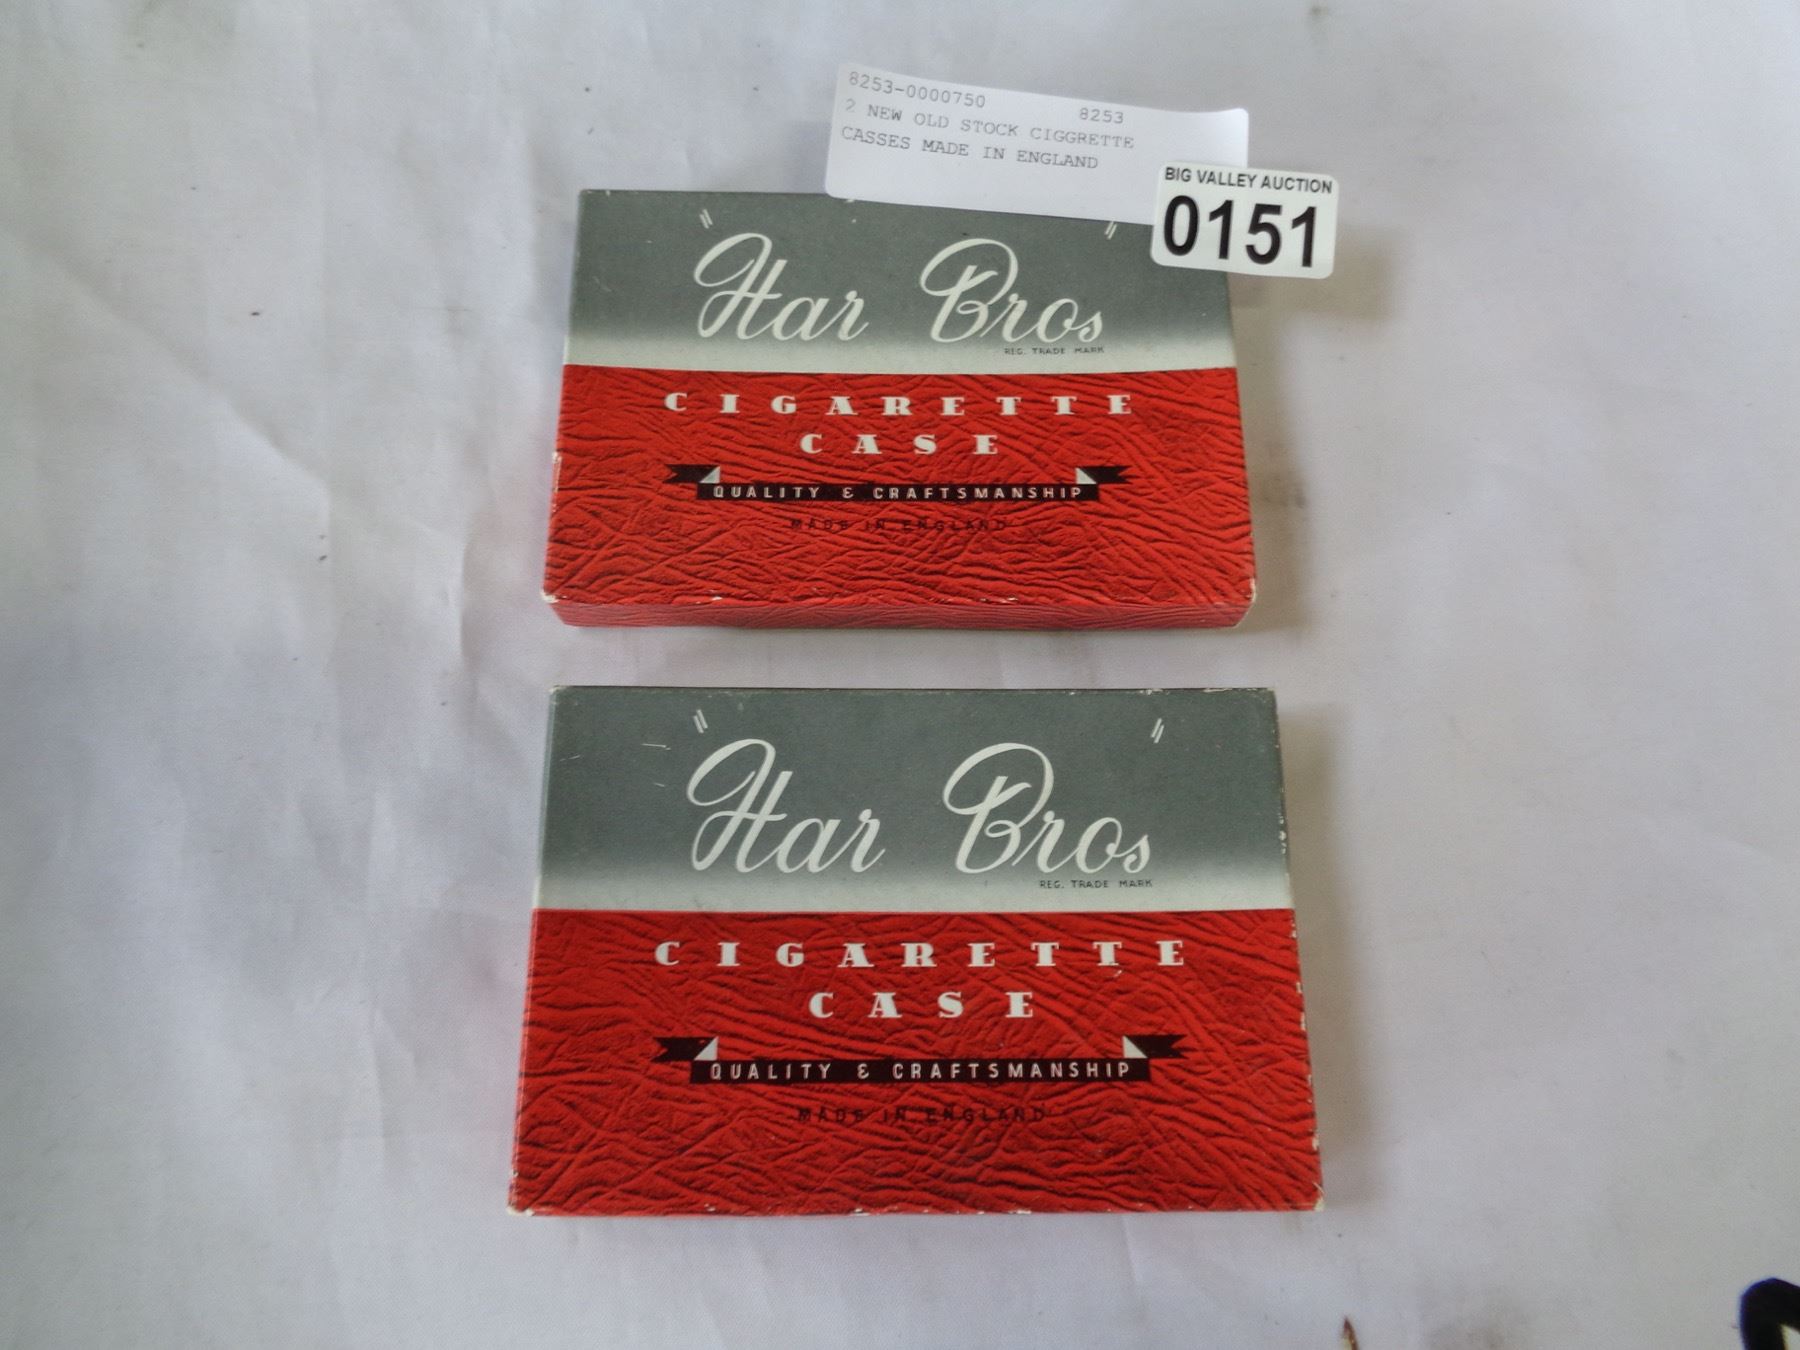 8253-0000750 8253
2 NEW OLD STOCK CIGGRETTE
CASSES MADE IN ENGLAND
BIG VALLEY AUCTION
0151
"Har Bros"
REG. TRADE MARK
CIGARETTE
CASE
QUALITY & CRAFTSMANSHIP
MADE IN ENGLAND
"Har Bros"
REG. TRADE MARK
CIGARETTE
CASE
QUALITY & CRAFTSMANSHIP
MADE IN ENGLAND